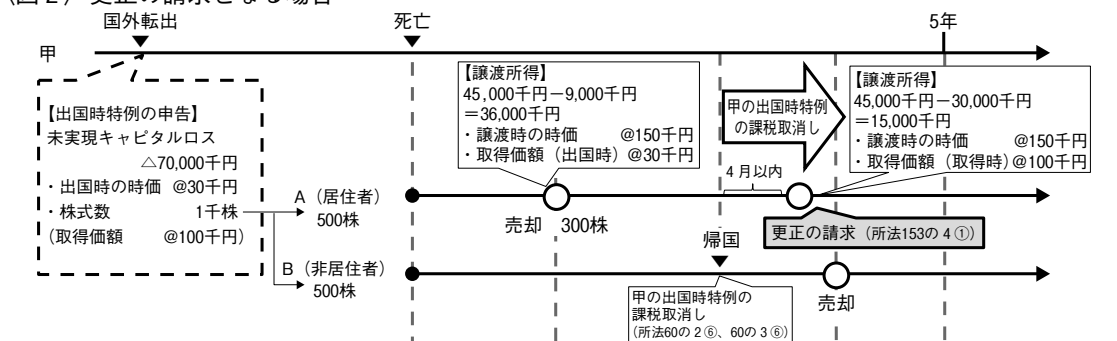 (図2) 更正の請求となる場合
国外転出
死亡
5年
甲
【出国時特例の申告】
未実現キャピタルロス
△70,000千円
・出国時の時価 @30千円
・株式数 1千株
(取得価額 @100千円)
【譲渡所得】
45,000千円－9,000千円
＝36,000千円
・譲渡時の時価 @150千円
・取得価額(出国時)@30千円
甲の出国時特例
の課税取消し
【譲渡所得】
45,000千円－30,000千円
＝15,000千円
・譲渡時の時価 @150千円
・取得価額(取得時)@100千円
4月以内
A(居住者)
500株
売却 300株
更正の請求(所法153の4①)
帰国
B(非居住者)
500株
売却
甲の出国時特例の
課税取消し
(所法60の2⑥、60の3⑥)